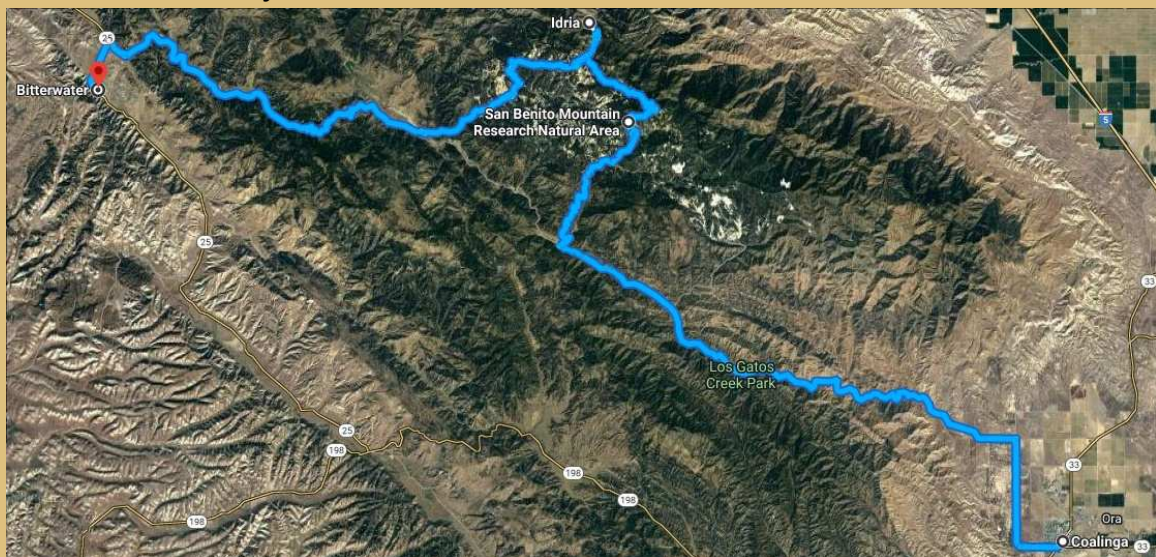 Idria
25
Bitterwater
San Benito Mountain
Research Natural Area
5
25
33
Los Gatos
Creek Park
25
198
198
33
198
198
Ora
Coalinga
33